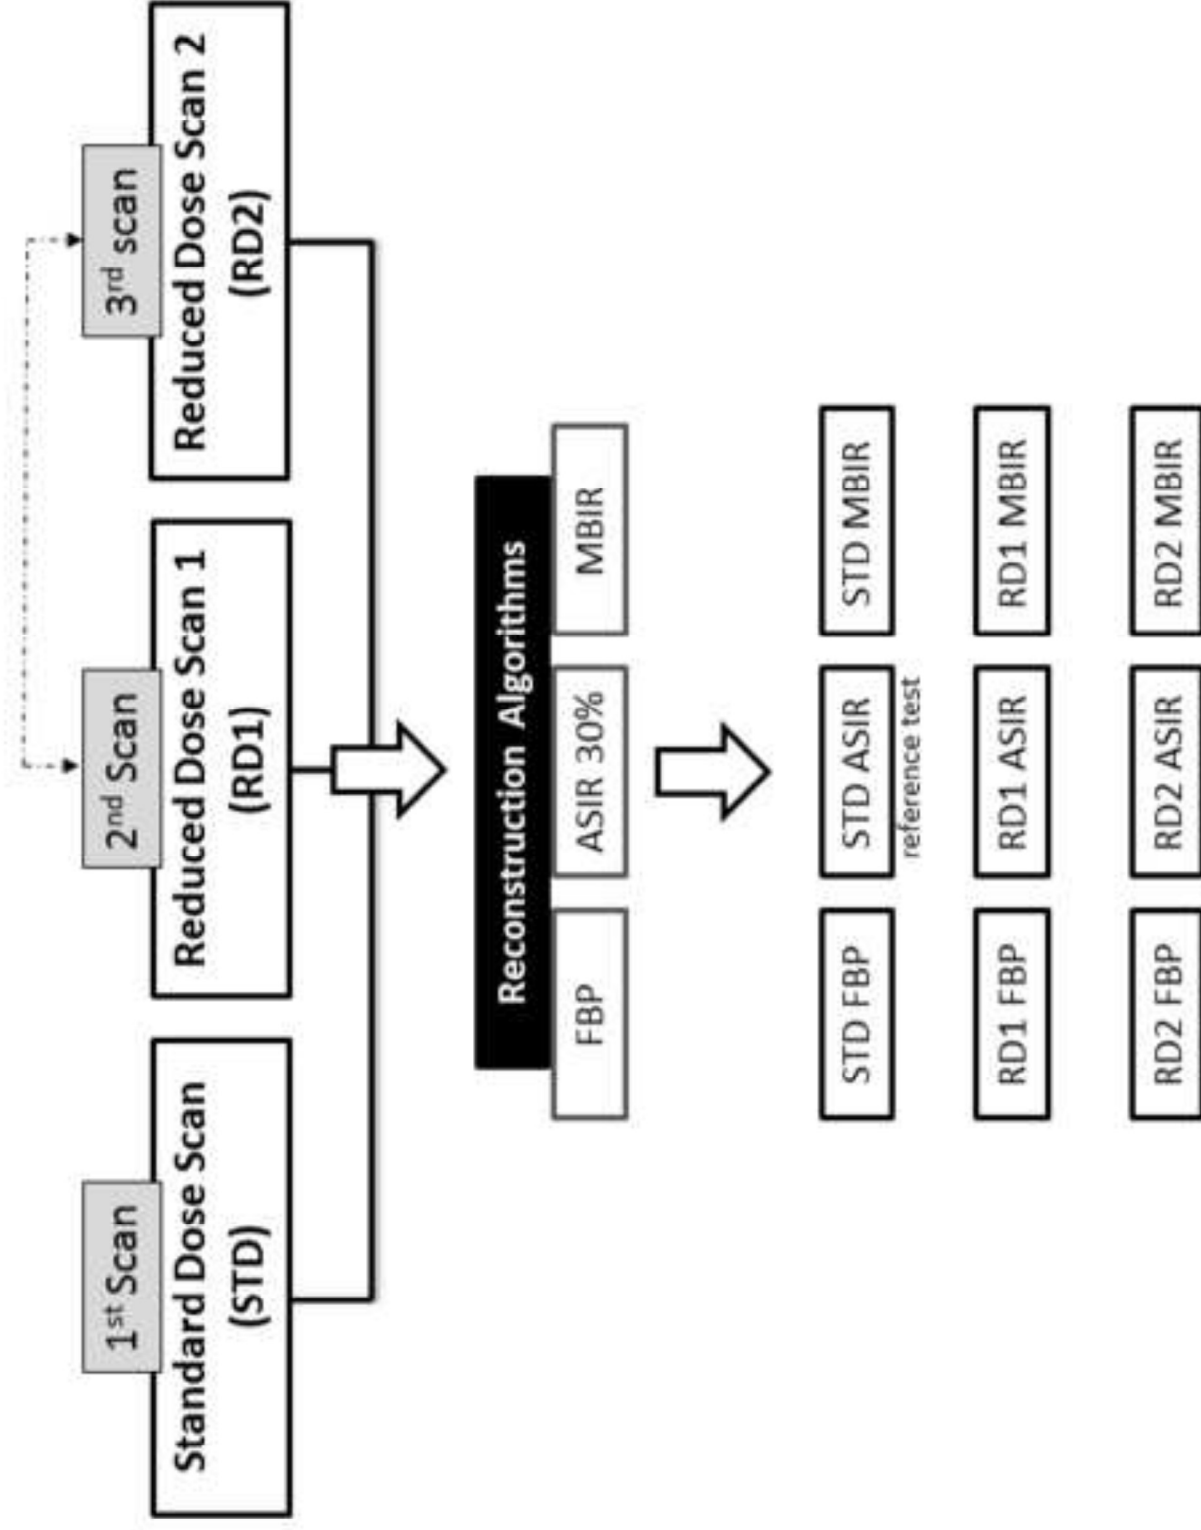 1st Scan
Standard Dose Scan
(STD)
2nd Scan
Reduced Dose Scan 1
(RD1)
3rd scan
Reduced Dose Scan 2
(RD2)
Reconstruction Algorithms
FBP
ASIR 30%
MBIR
STD FBP
STD ASIR
reference test
STD MBIR
RD1 FBP
RD1 ASIR
RD1 MBIR
RD2 FBP
RD2 ASIR
RD2 MBIR